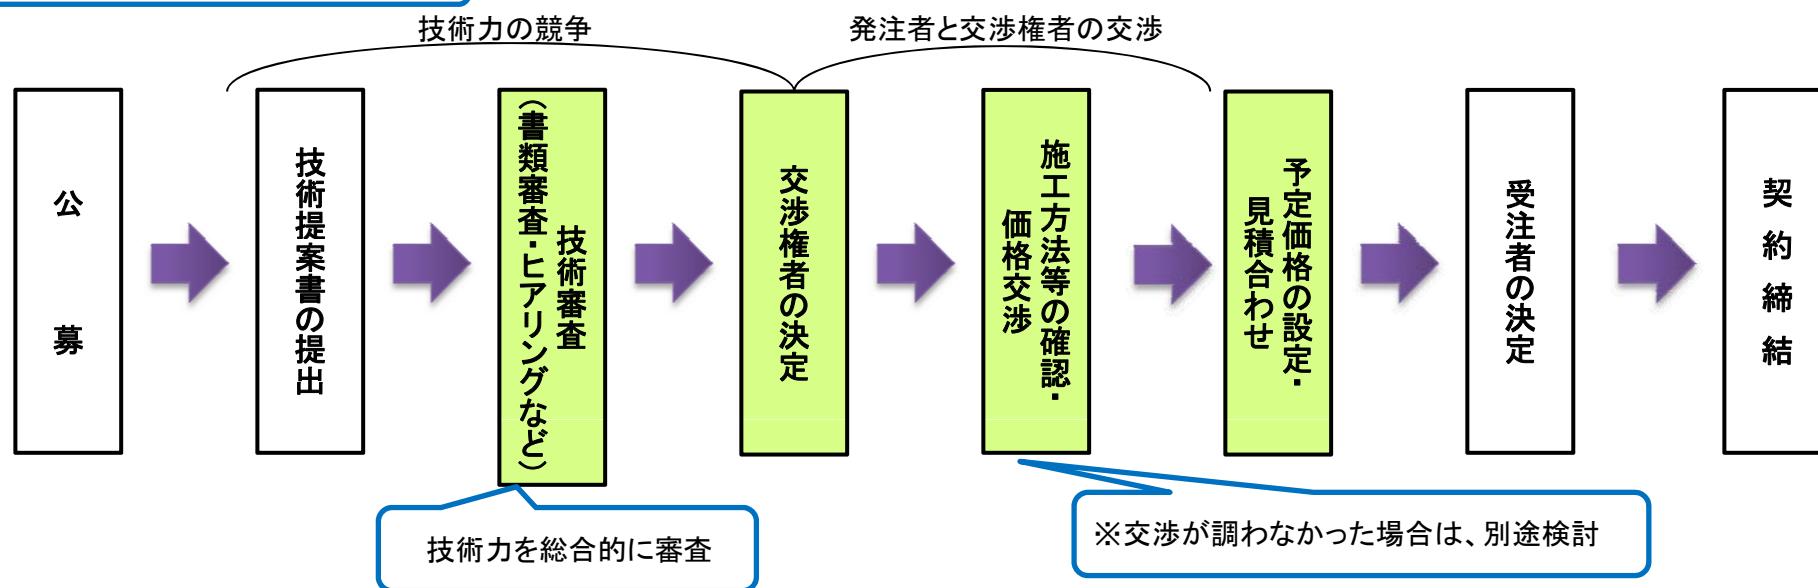 技術力の競争
発注者と交渉権者の交渉
公募
技術提案書の提出
技術審査
（書類審査・ヒアリングなど）
交渉権者の決定
施工方法等の確認・
価格交渉
予定価格の設定・
見積合わせ
受注者の決定
契約締結
技術力を総合的に審査
※交渉が調わなかった場合は、別途検討